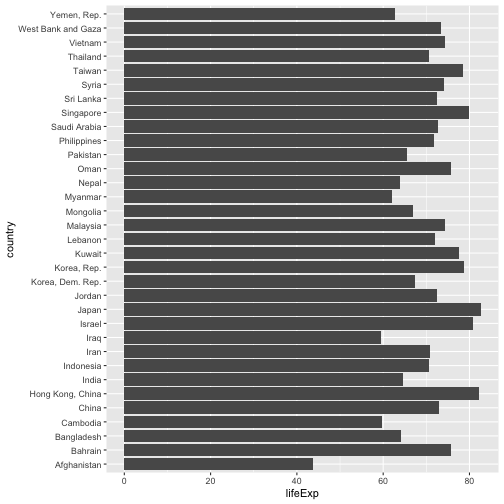 Yemen, Rep.
West Bank and Gaza
Vietnam
Thailand
Taiwan
Syria
Sri Lanka
Singapore
Saudi Arabia
Philippines
Pakistan
Oman
Nepal
Myanmar
Mongolia
Malaysia
Lebanon
Kuwait
Korea, Rep.
Korea, Dem. Rep.
Jordan
Japan
Israel
Iraq
Iran
Indonesia
India
Hong Kong, China
China
Cambodia
Bangladesh
Bahrain
Afghanistan
country
0 20 40 60 80
lifeExp